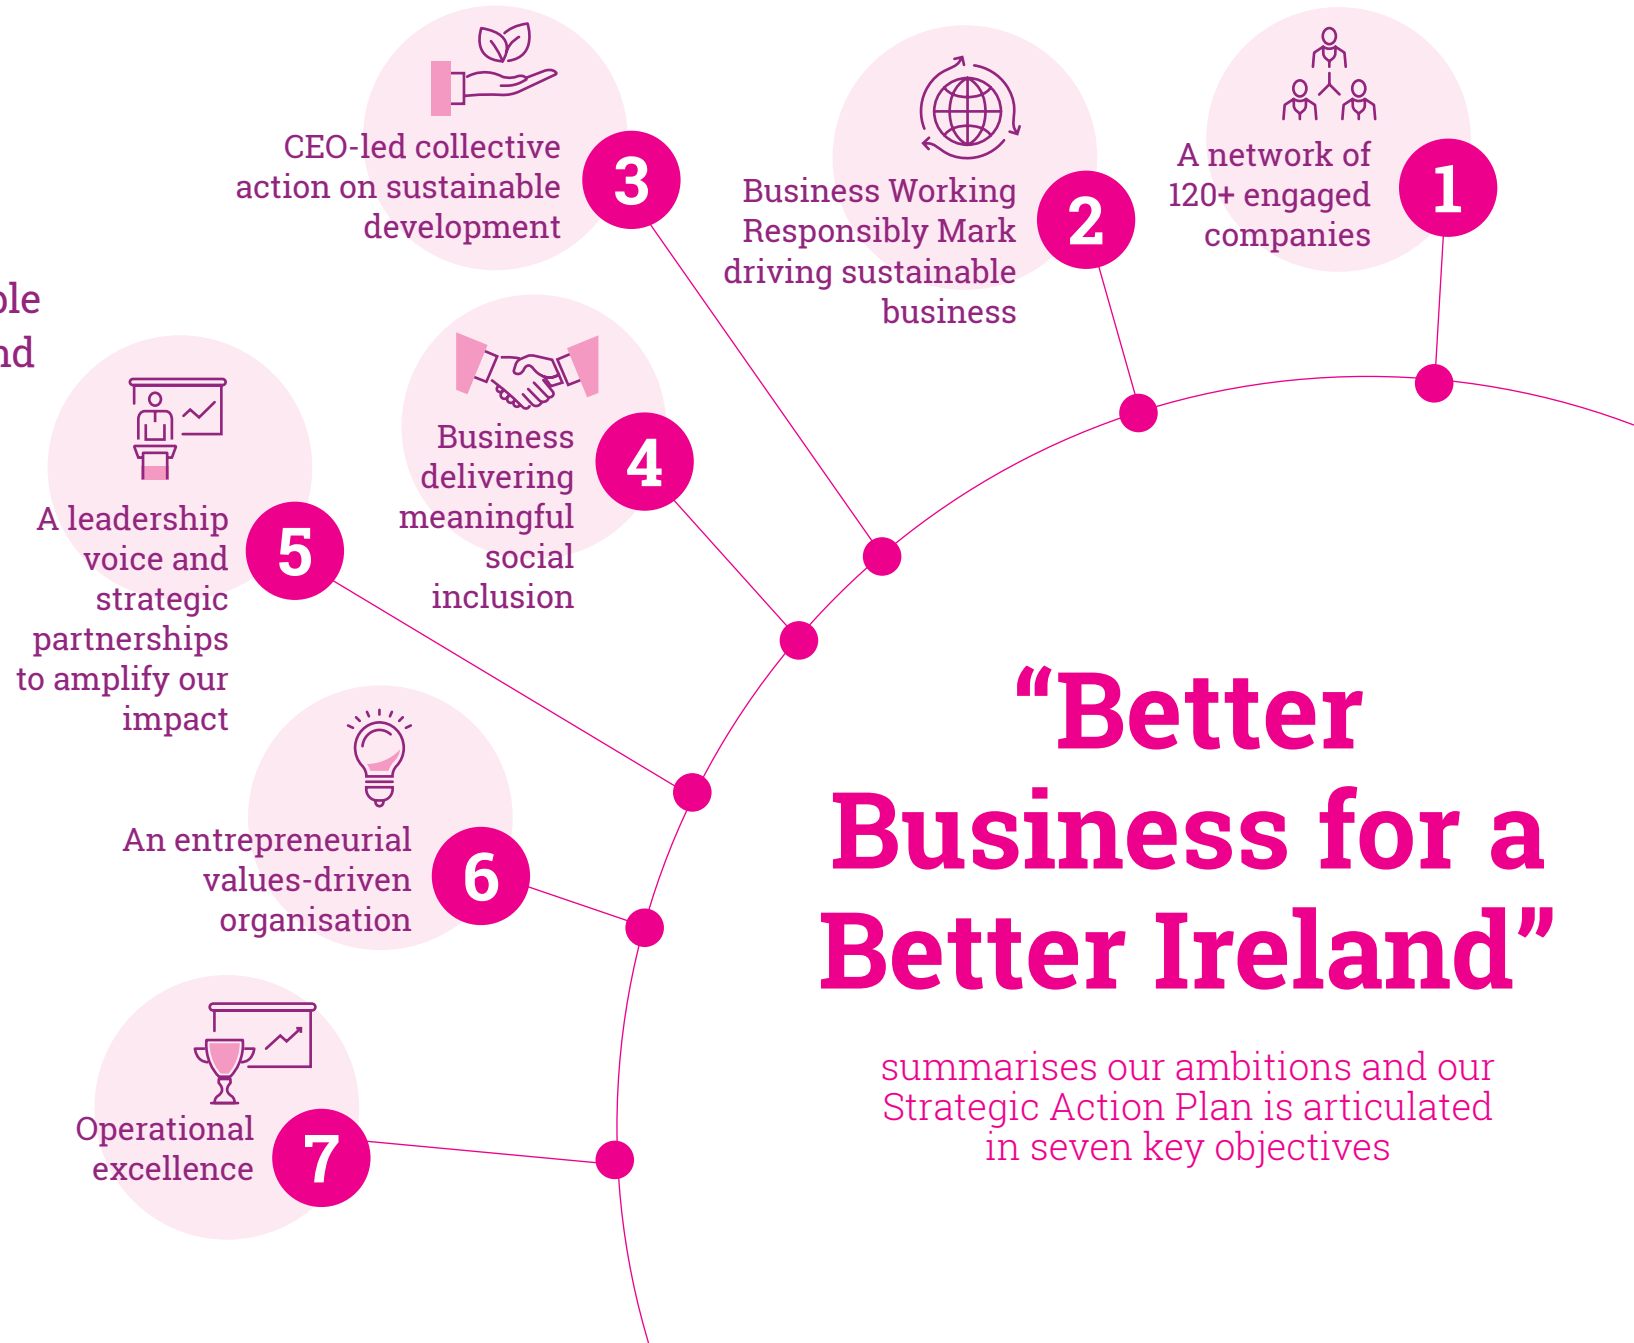 A network of
120+ engaged
companies
1
Business Working
Responsibly Mark
driving sustainable
business
2
CEO-led collective
action on sustainable
development
3
Business
delivering
meaningful
social
inclusion
4
A leadership
voice and
strategic
partnerships
to amplify our
impact
5
An entrepreneurial
values-driven
organisation
6
Operational
excellence
7
“Better
Business for a
Better Ireland”
summarises our ambitions and our
Strategic Action Plan is articulated
in seven key objectives